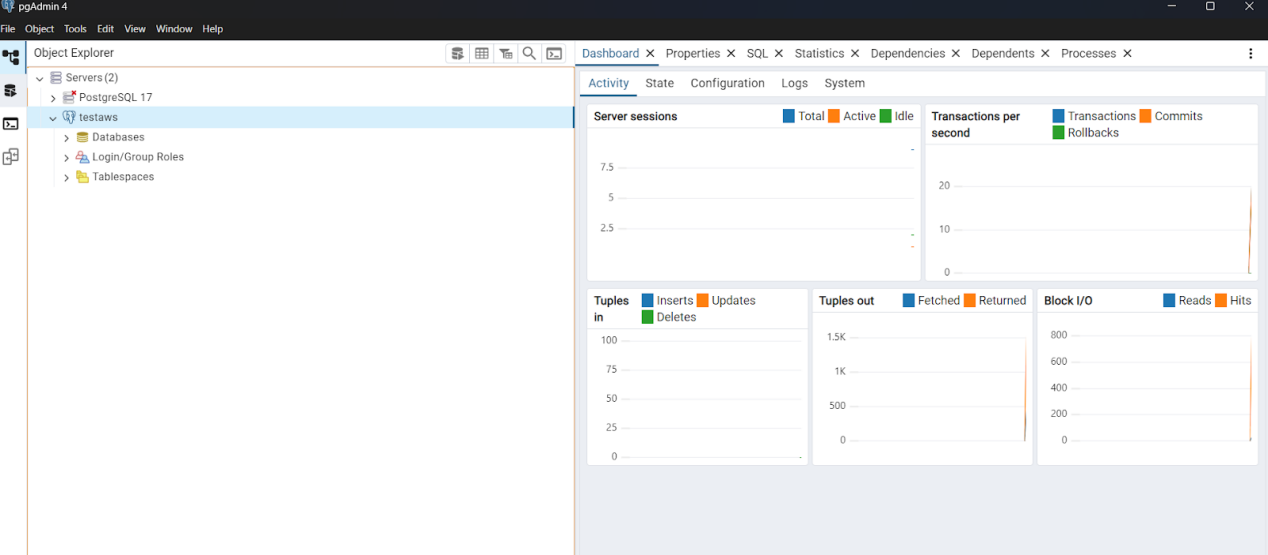 pgAdmin 4
File Object Tools Edit View Window Help
Object Explorer
Servers (2)
PostgreSQL 17
testaws
Databases
Login/Group Roles
Tablespaces
Dashboard Properties SQL Statistics Dependencies Dependents Processes
Activity State Configuration Logs System
Server sessions Total Active Idle
7.5
5
2.5
Transactions per second Transactions Commits Rollbacks
20
10
0
Tuples in Inserts Updates Deletes
100
75
50
25
0
Tuples out Fetched Returned
1.5K
1K
500
0
Block I/O Reads Hits
800
600
400
200
0